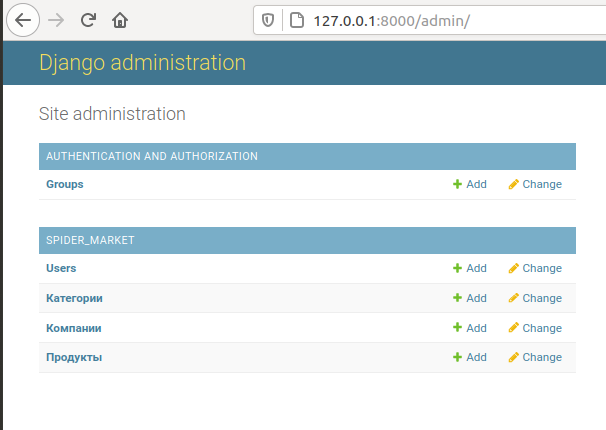 127.0.0.1:8000/admin/
Django administration
Site administration
AUTHENTICATION AND AUTHORIZATION
Groups Add Change
SPIDER_MARKET
Users Add Change
Категории Add Change
Компании Add Change
Продукты Add Change